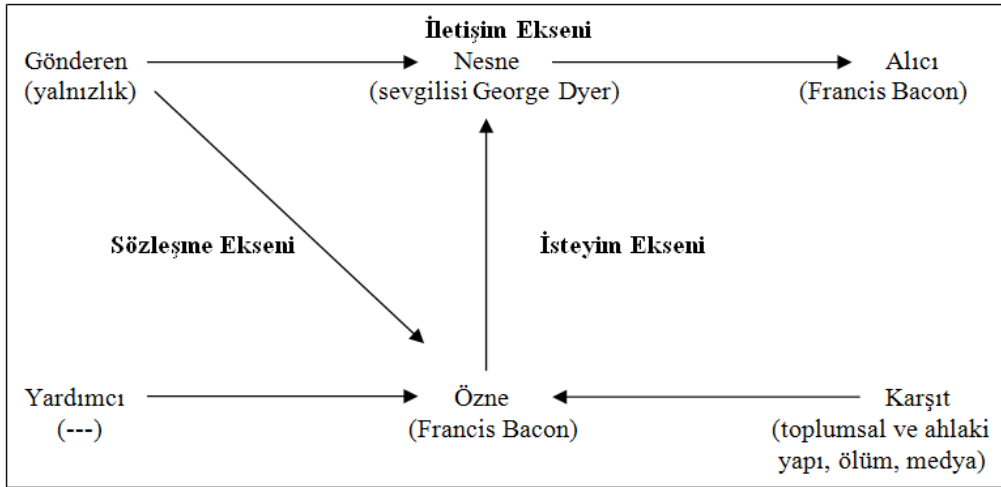 İletişim Ekseni
Gönderen Nesne Alıcı
(yalnızlık) (sevgilisi George Dyer) (Francis Bacon)
Sözleşme Ekseni İsteyim Ekseni
Yardımcı Özne Karşıt
(---) (Francis Bacon) (toplumsal ve ahlaki
yapı, ölüm, medya)